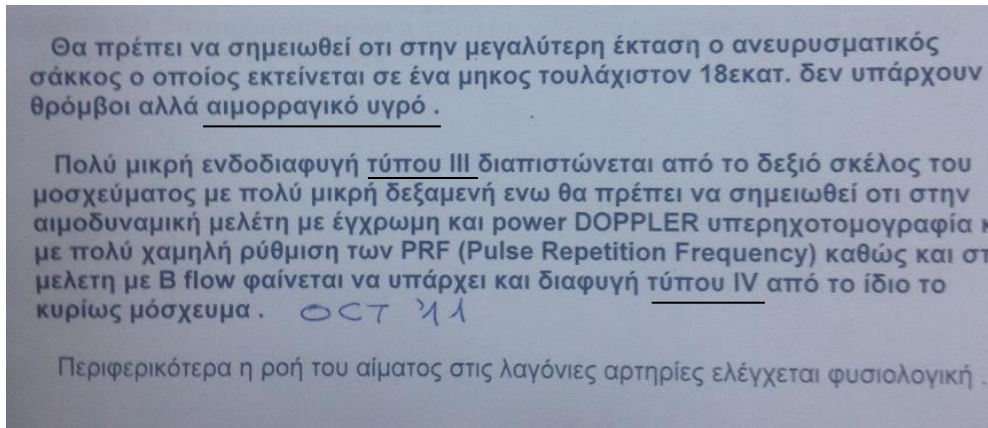 Θα πρέπει να σημειωθεί οτι στην μεγαλύτερη έκταση ο ανευρυσματικός
σάκκος ο οποίος εκτείνεται σε ένα μηκος τουλάχιστον 18εκατ. δεν υπάρχουν
θρόμβοι αλλά αιμορραγικό υγρό .
Πολύ μικρή ενδοδιαφυγή τύπου III διαπιστώνεται από το δεξιό σκέλος του
μοσχεύματος με πολύ μικρή δεξαμενή ενω θα πρέπει να σημειωθεί οτι στην
αιμοδυναμική μελέτη με έγχρωμη και power DOPPLER υπερηχοτομογραφία
με πολύ χαμηλή ρύθμιση των PRF (Pulse Repetition Frequency) καθώς και
μελετη με B flow φαίνεται να υπάρχει και διαφυγή τύπου IV από το ίδιο το
κυρίως μόσχευμα . OCT '11
Περιφερικότερα η ροή του αίματος στις λαγόνιες αρτηρίες ελέγχεται φυσιολογική .